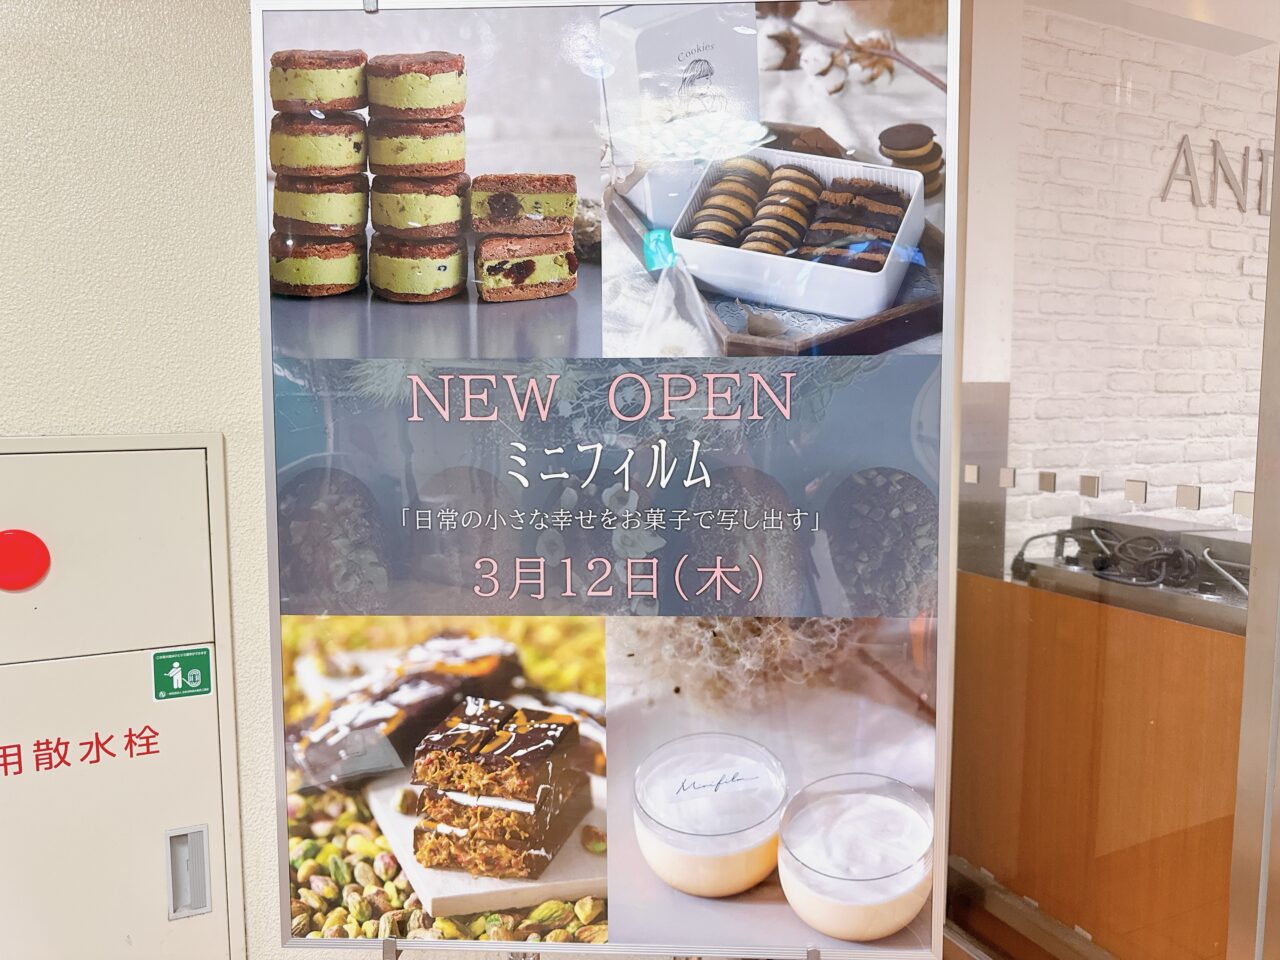 Cookies
AND
NEW OPEN
ミニフィルム
「日常の小さな幸せをお菓子で写し出す」
3月12日(木)
用散水栓